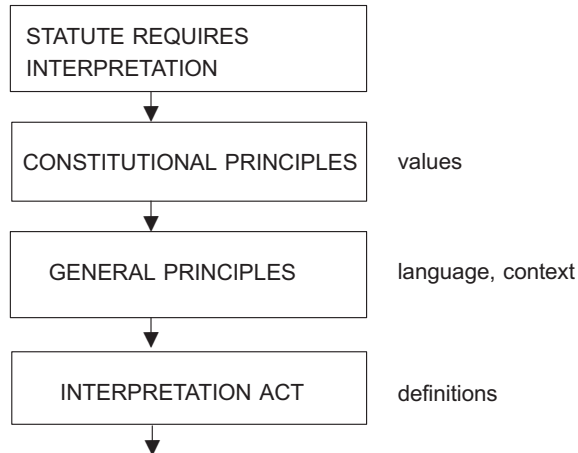 STATUTE REQUIRES
INTERPRETATION
CONSTITUTIONAL PRINCIPLES
values
GENERAL PRINCIPLES
language, context
INTERPRETATION ACT
definitions